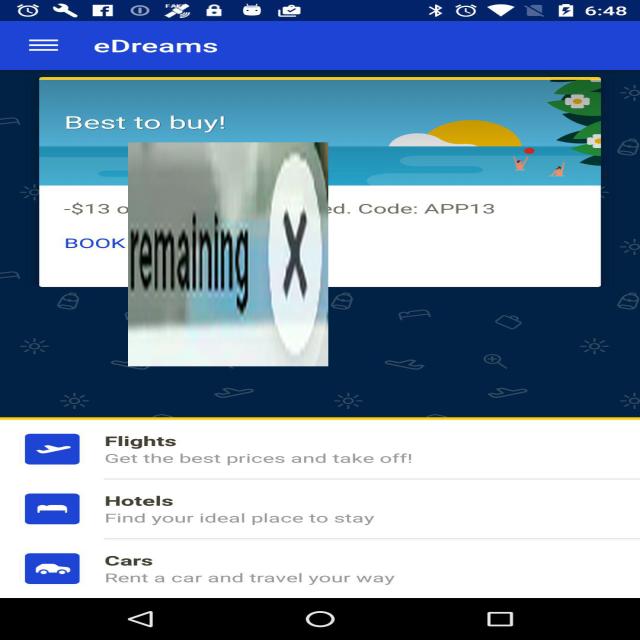 6:48
eDreams
Best to buy!
-$13 o ed. Code: APP13
BOOK
remaining X
Flights
Get the best prices and take off!
Hotels
Find your ideal place to stay
Cars
Rent a car and travel your way